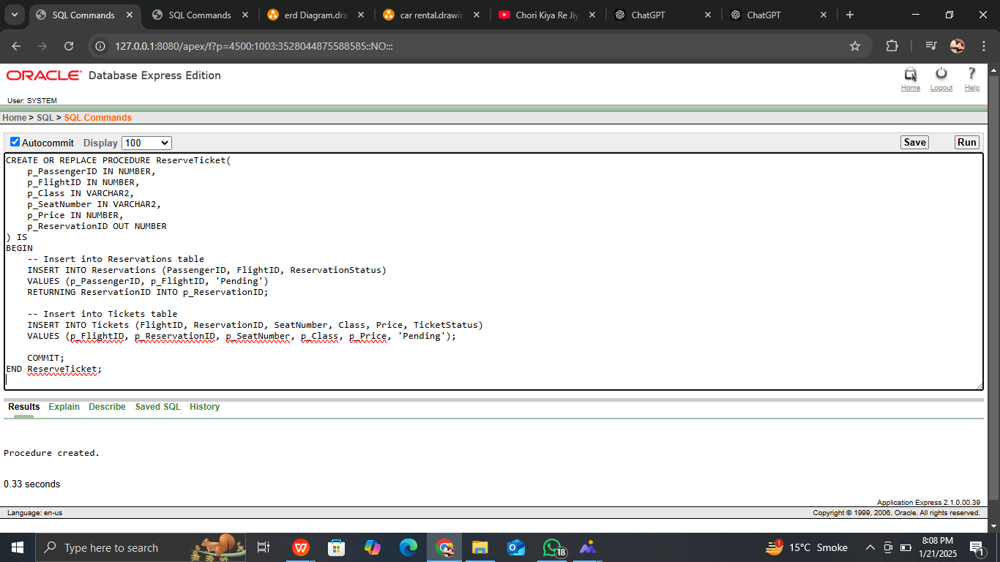 SQL Commands
SQL Commands
erd Diagram.dra
car rental.drawio
Chori Kiya Re Jiy
ChatGPT
ChatGPT
127.0.0.1:8080/apex/f?p=4500:1003:3528044875588585::NO:::
ORACLE Database Express Edition
Home
Logout
Help
User: SYSTEM
Home > SQL > SQL Commands
Autocommit Display 100
Save
Run
CREATE OR REPLACE PROCEDURE ReserveTicket(
p_PassengerID IN NUMBER,
p_FlightID IN NUMBER,
p_Class IN VARCHAR2,
p_SeatNumber IN VARCHAR2,
p_Price IN NUMBER,
p_ReservationID OUT NUMBER
) IS
BEGIN
-- Insert into Reservations table
INSERT INTO Reservations (PassengerID, FlightID, ReservationStatus)
VALUES (p_PassengerID, p_FlightID, 'Pending')
RETURNING ReservationID INTO p_ReservationID;
-- Insert into Tickets table
INSERT INTO Tickets (FlightID, ReservationID, SeatNumber, Class, Price, TicketStatus)
VALUES (p_FlightID, p_ReservationID, p_SeatNumber, p_Class, p_Price, 'Pending');
COMMIT;
END ReserveTicket;
Results Explain Describe Saved SQL History
Procedure created.
0.33 seconds
Application Express 2.1.0.00.39
Language: en-us
Copyright © 1999, 2006, Oracle. All rights reserved.
Type here to search
18
1
15°C Smoke
8:08 PM
1/21/2025
1